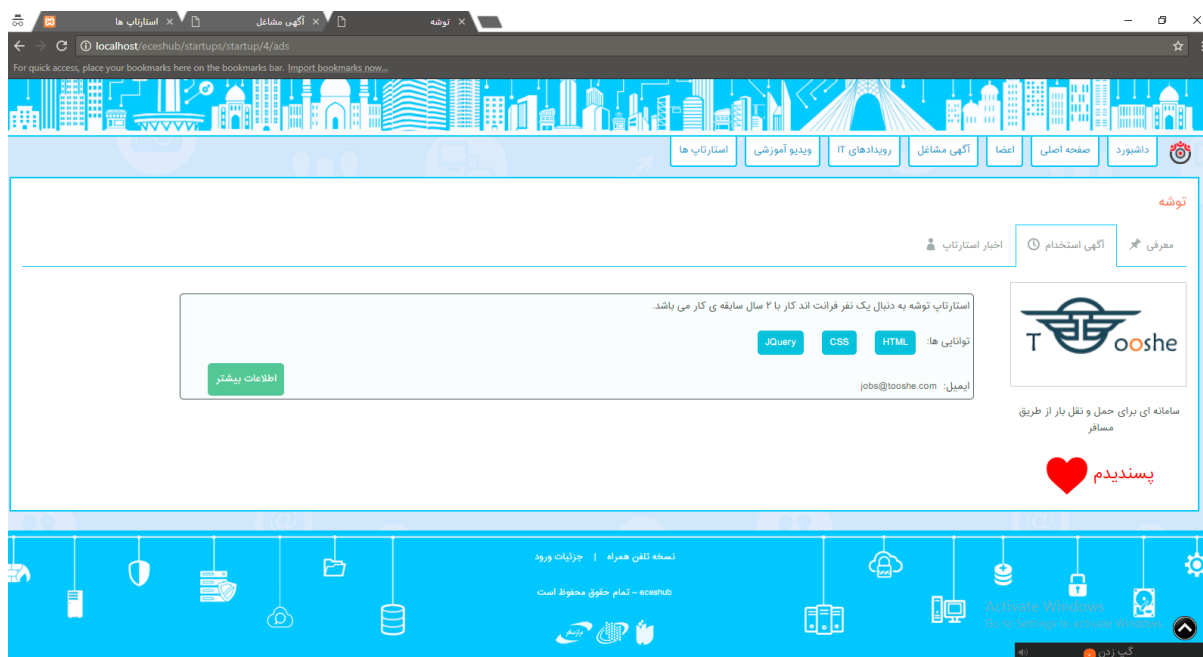 توشه
آگهی مشاغل
استارتاپ ها
localhost/eceshub/startups/startup/4/ads
For quick access, place your bookmarks here on the bookmarks bar. Import bookmarks now...
داشبورد
صفحه اصلی
اعضا
آگهی مشاغل
رویدادهای IT
ویدیو آموزشی
استارتاپ ها
توشه
معرفی
آگهی استخدام
اخبار استارتاپ
Tooshe
سامانه ای برای حمل و نقل بار از طریق
مسافر
پسندیدم
استارتاپ توشه به دنبال یک نفر فرانت اند کار با ۲ سال سابقه ی کار می باشد.
توانایی ها: HTML CSS JQuery
ایمیل: jobs@tooshe.com
اطلاعات بیشتر
نسخه تلفن همراه | جزئیات ورود
eceshub – تمام حقوق محفوظ است
Activate Windows
Go to Settings to activate Windows.
گپ زدن